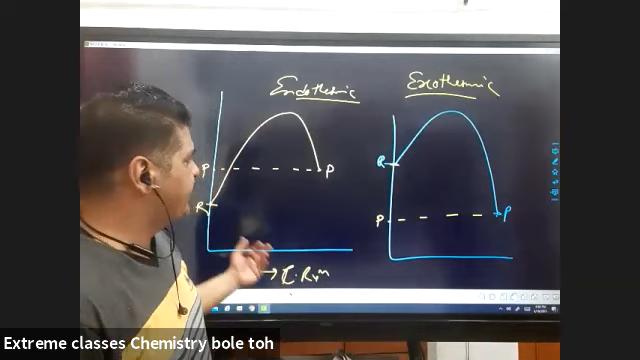 Endothermic
Exothermic
P
P
R
R
P
P
Extreme classes Chemistry bole toh